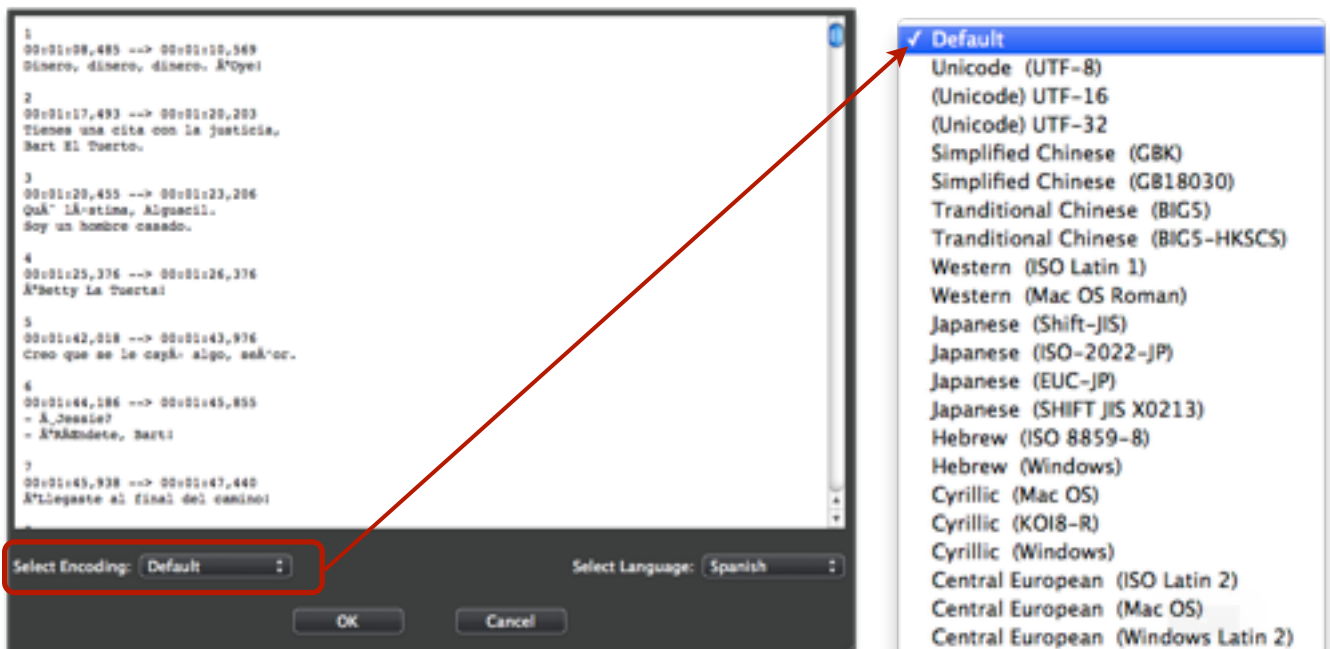 1
00:01:08,485 --> 00:01:10,569
Dinero, dinero, dinero. Å°Oye!
2
00:01:17,493 --> 00:01:20,203
Tienes una cita con la justicia,
Bart El Tuerto.
3
00:01:20,455 --> 00:01:23,206
Alguacil.
Soy un hombre casado.
4
00:01:25,376 --> 00:01:26,376
La Tuerta!
5
00:01:42,018 --> 00:01:43,976
Creo que se le algo,
6
00:01:44,186 --> 00:01:45,855
- Bart!
7
00:01:45,938 --> 00:01:47,440
al final del camino!
Select Encoding: Default
Select Language: Spanish
OK
Cancel
✓ Default
Unicode (UTF-8)
(Unicode) UTF-16
(Unicode) UTF-32
Simplified Chinese (GBK)
Simplified Chinese (GB18030)
Tranditional Chinese (BIG5)
Tranditional Chinese (BIG5-HKSCS)
Western (ISO Latin 1)
Western (Mac OS Roman)
Japanese (Shift-JIS)
Japanese (ISO-2022-JP)
Japanese (EUC-JP)
Japanese (SHIFT JIS X0213)
Hebrew (ISO 8859-8)
Hebrew (Windows)
Cyrillic (Mac OS)
Cyrillic (KOI8-R)
Cyrillic (Windows)
Central European (ISO Latin 2)
Central European (Mac OS)
Central European (Windows Latin 2)